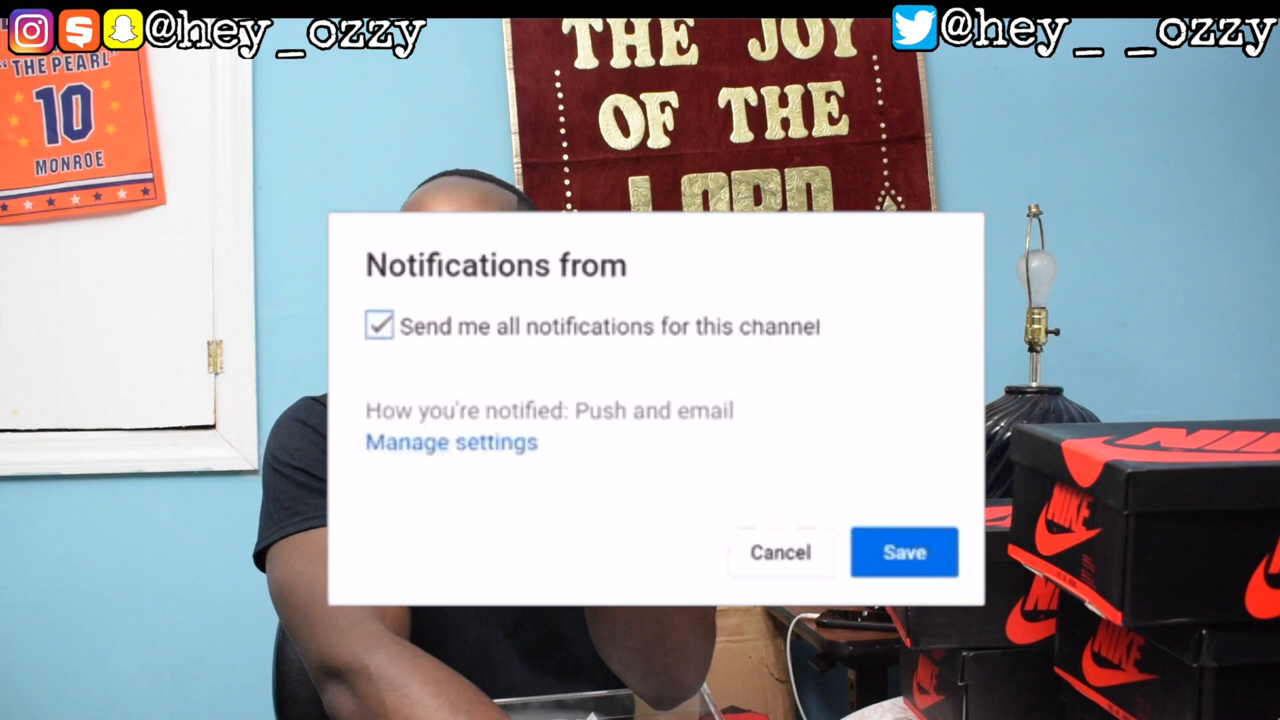 @hey_ozzy
@hey_ _ozzy
"THE PEARL"
10
MONROE
THE JOY
OF THE
LORD
Notifications from
Send me all notifications for this channel
How you're notified: Push and email
Manage settings
Cancel
Save
NIKE
NIKE
NIKE
NIKE